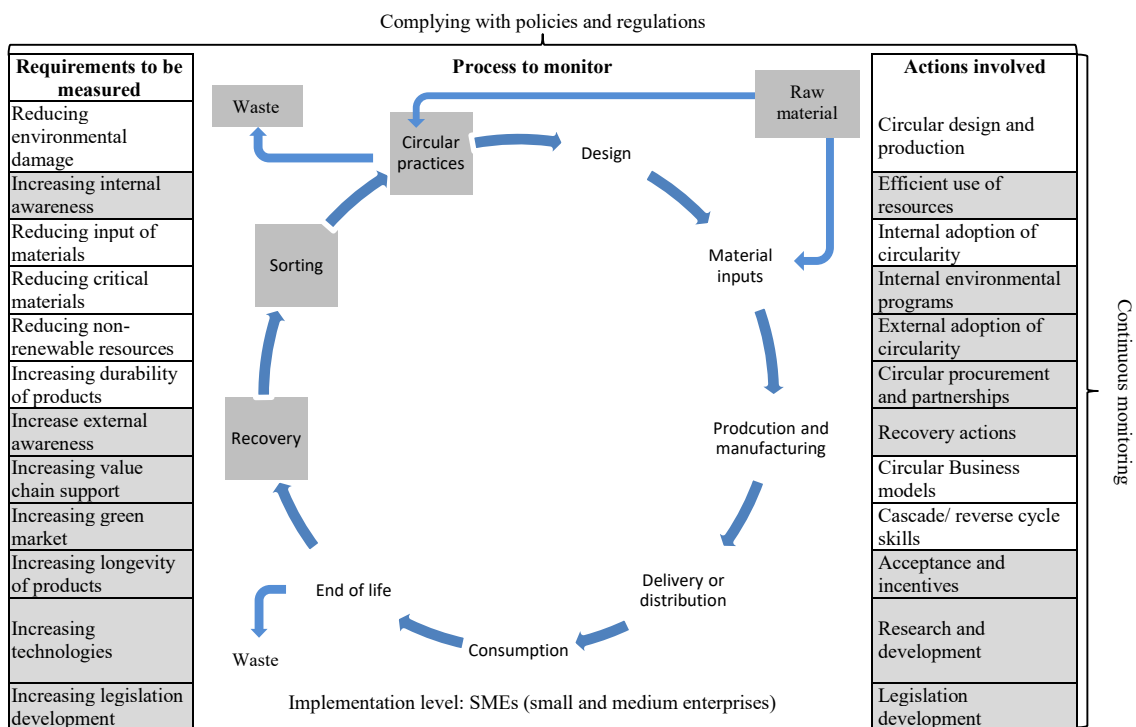 Complying with policies and regulations
Requirements to be
measured
Reducing
environmental
damage
Increasing internal
awareness
Reducing input of
materials
Reducing critical
materials
Reducing non-
renewable resources
Increasing durability
of products
Increase external
awareness
Increasing value
chain support
Increasing green
market
Increasing longevity
of products
Increasing
technologies
Increasing legislation
development
Process to monitor
Waste
Raw
material
Circular
practices
Design
Sorting
Material
inputs
Recovery
Prodcution and
manufacturing
End of life
Delivery or
distribution
Waste
Consumption
Implementation level: SMEs (small and medium enterprises)
Actions involved
Circular design and
production
Efficient use of
resources
Internal adoption of
circularity
Internal environmental
programs
External adoption of
circularity
Circular procurement
and partnerships
Recovery actions
Circular Business
models
Cascade/ reverse cycle
skills
Acceptance and
incentives
Research and
development
Legislation
development
Continuous monitoring